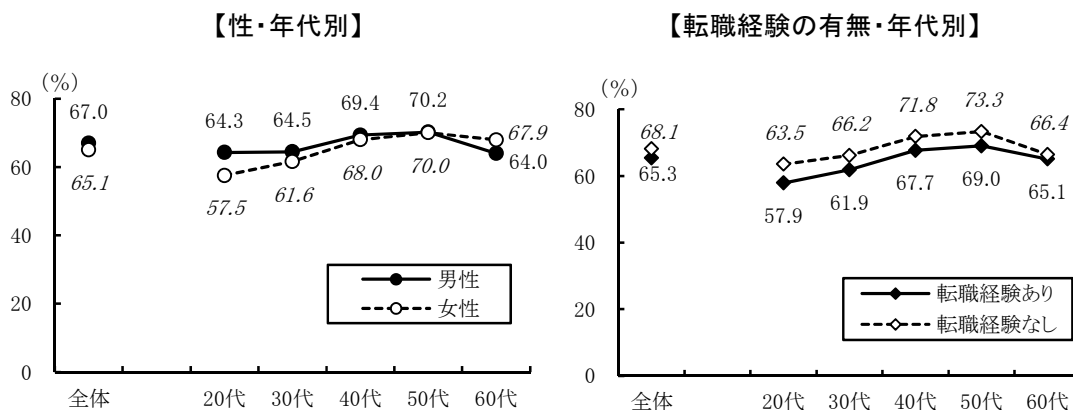 【性・年代別】
(%)
80
60
40
20
0
67.0
65.1
64.3
64.5
69.4
70.2
67.9
57.5
61.6
68.0
70.0
64.0
男性
女性
全体
20代
30代
40代
50代
60代
【転職経験の有無・年代別】
(%)
80
60
40
20
0
68.1
65.3
63.5
66.2
71.8
73.3
66.4
57.9
61.9
67.7
69.0
65.1
転職経験あり
転職経験なし
全体
20代
30代
40代
50代
60代